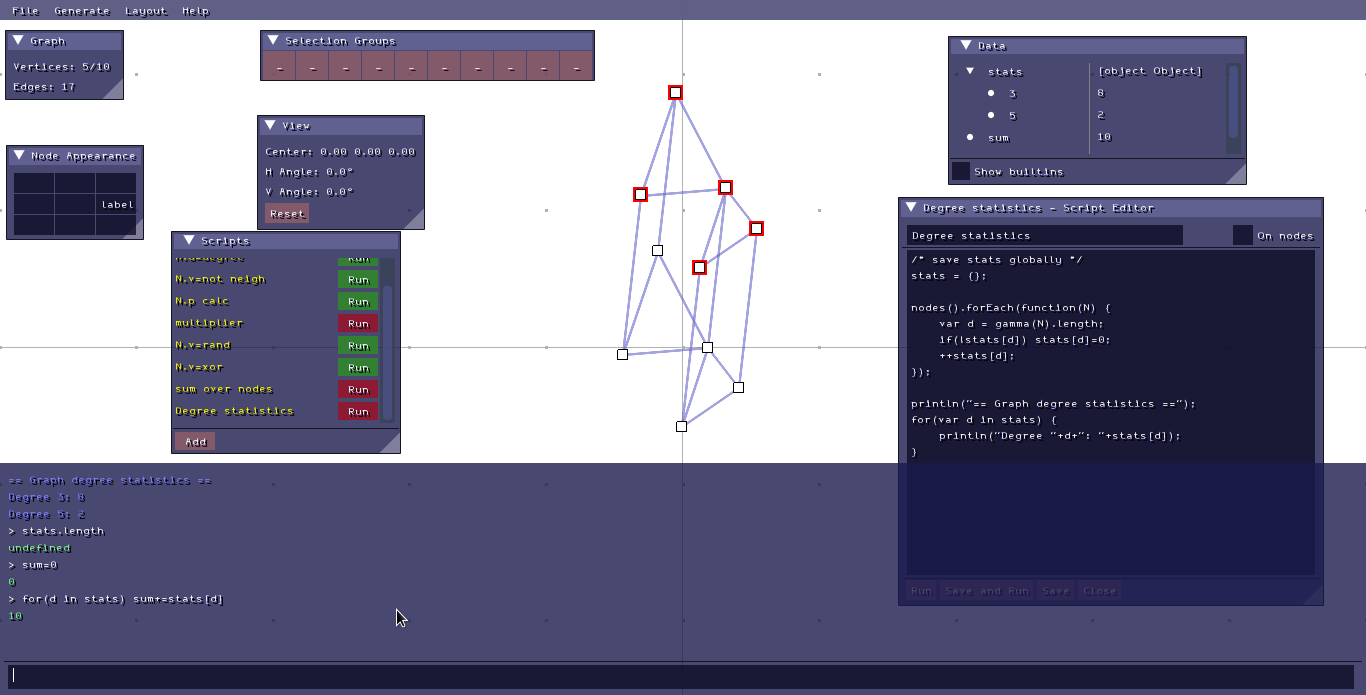 File Generate Layout Help
Graph
Vertices: 5/10
Edges: 17
Selection Groups
- - - - - - - - - -
Node Appearance
label
View
Center: 0.00 0.00 0.00
H Angle: 0.0°
V Angle: 0.0°
Reset
Scripts
Run
N.v=not neigh Run
N.p calc Run
multiplier Run
N.v=rand Run
N.v=xor Run
sum over nodes Run
Degree statistics Run
Add
Data
stats [object Object]
3 8
5 2
sum 10
Show builtins
Degree statistics - Script Editor
Degree statistics On nodes
/* save stats globally */
stats = {};
nodes().forEach(function(N) {
var d = gamma(N).length;
if(!stats[d]) stats[d]=0;
++stats[d];
});
println("== Graph degree statistics ==");
for(var d in stats) {
println("Degree "+d+": "+stats[d]);
}
Run Save and Run Save Close
== Graph degree statistics ==
Degree 3: 8
Degree 5: 2
> stats.length
undefined
> sum=0
0
> for(d in stats) sum+=stats[d]
10